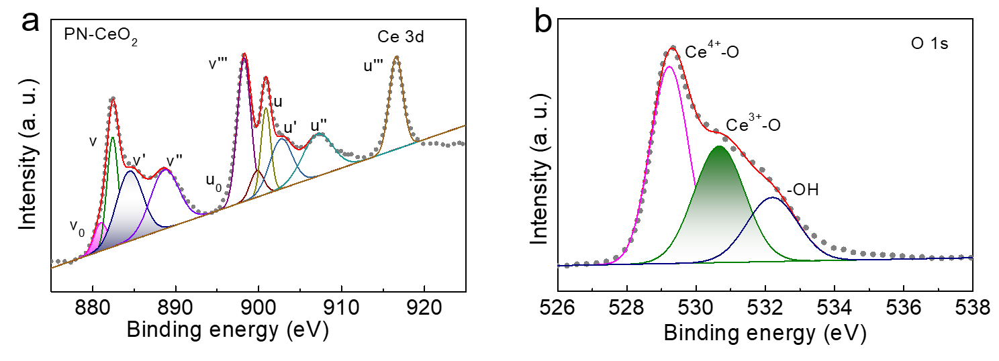 a
PN-CeO₂
Ce 3d
v'''
u'''
u
u'
u''
v
v'
v''
u₀
v₀
Intensity (a. u.)
880 890 900 910 920
Binding energy (eV)
b
O 1s
Ce⁴⁺-O
Ce³⁺-O
-OH
Intensity (a. u.)
526 528 530 532 534 536 538
Binding energy (eV)